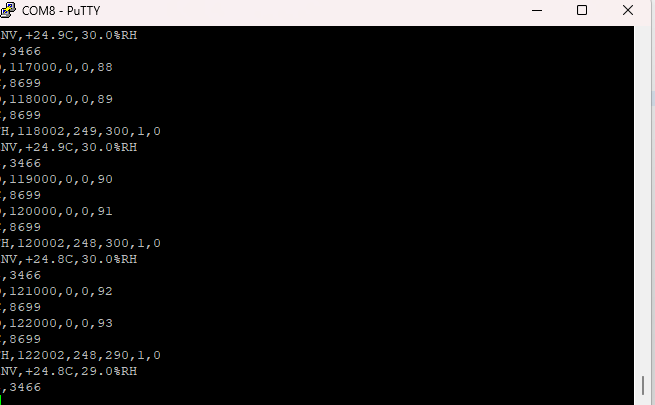 COM8 - PuTTY
NV,+24.9C,30.0%RH
,3466
,117000,0,0,88
,8699
,118000,0,0,89
,8699
H,118002,249,300,1,0
NV,+24.9C,30.0%RH
,3466
,119000,0,0,90
,8699
,120000,0,0,91
,8699
H,120002,248,300,1,0
NV,+24.8C,30.0%RH
,3466
,121000,0,0,92
,8699
,122000,0,0,93
,8699
H,122002,248,290,1,0
NV,+24.8C,29.0%RH
,3466